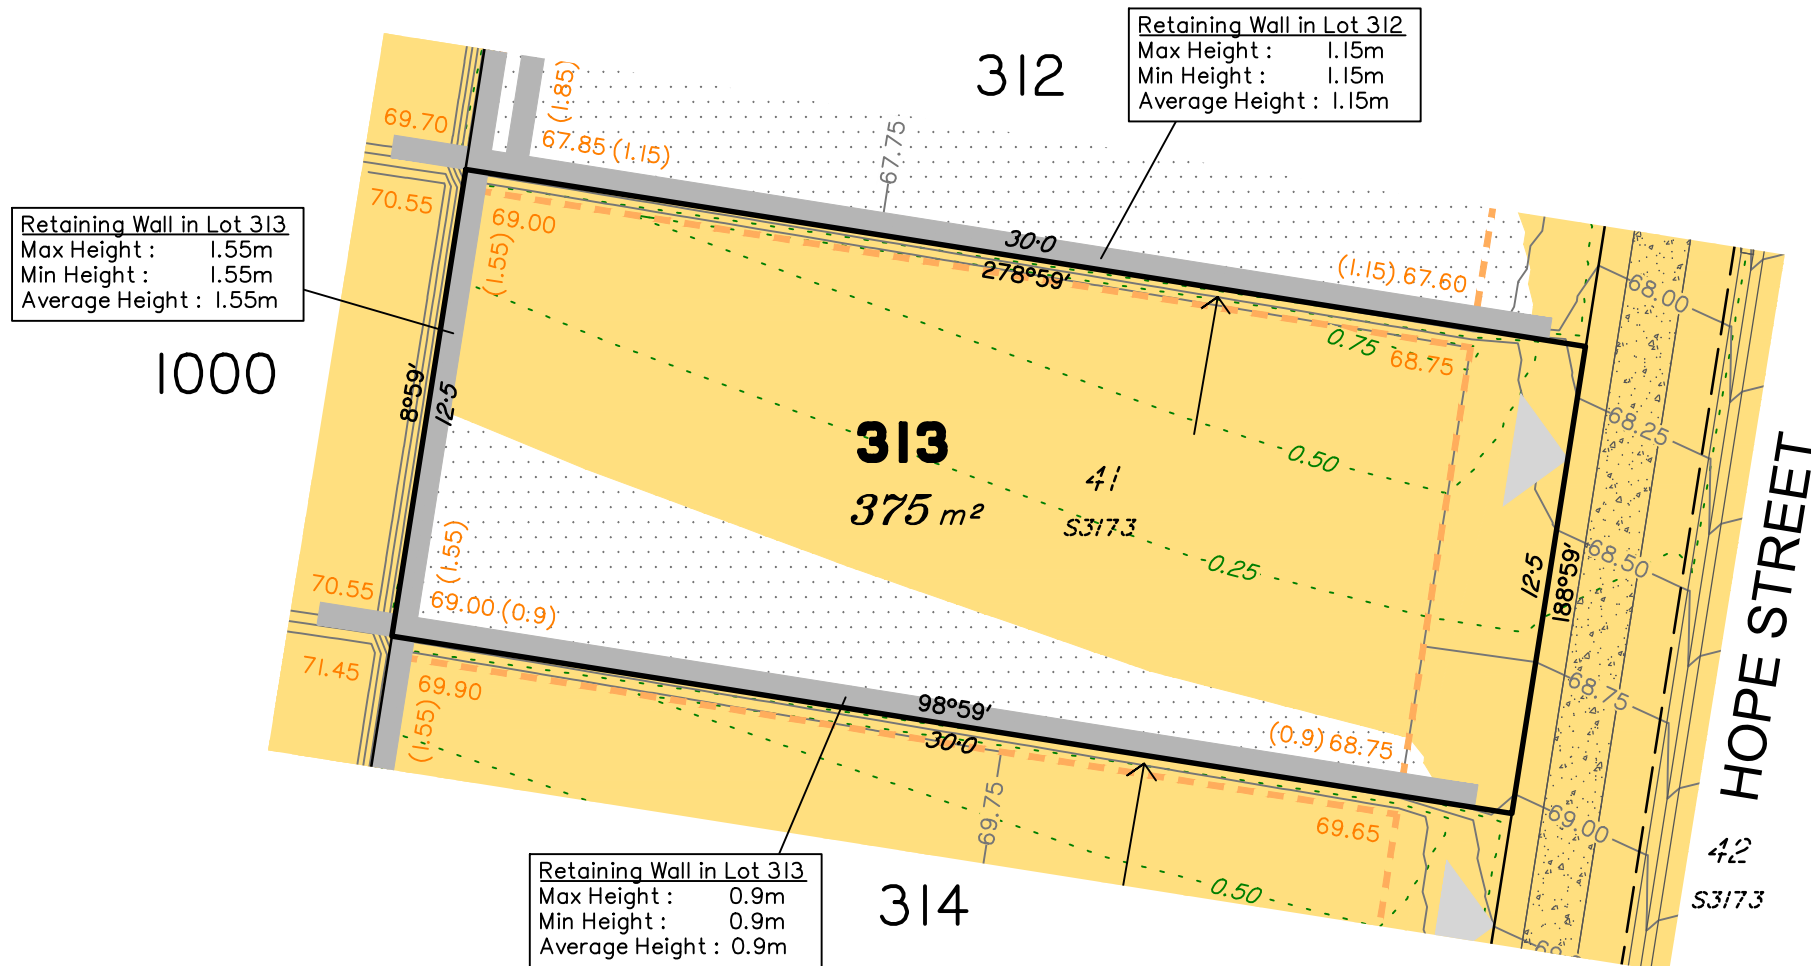 Retaining Wall in Lot 312
Max Height : 1.15m
Min Height : 1.15m
Average Height : 1.15m
312
(1.85)
69.70
67.85 (1.15)
67.75
70.55
69.00
(1.55)
30·0
278°59'
(1.15) 67.60
68.00
Retaining Wall in Lot 313
Max Height : 1.55m
Min Height : 1.55m
Average Height : 1.55m
1000
8°59'
12·5
0.75
68.75
68.25
313
375 m²
41
S3173
0.50
0.25
68.50
12·5
188°59'
HOPE STREET
(1.55)
70.55
69.00 (0.9)
68.75
71.45
69.90
(1.55)
98°59'
30·0
(0.9) 68.75
69.75
69.65
69.00
42
S3173
Retaining Wall in Lot 313
Max Height : 0.9m
Min Height : 0.9m
Average Height : 0.9m
314
0.50